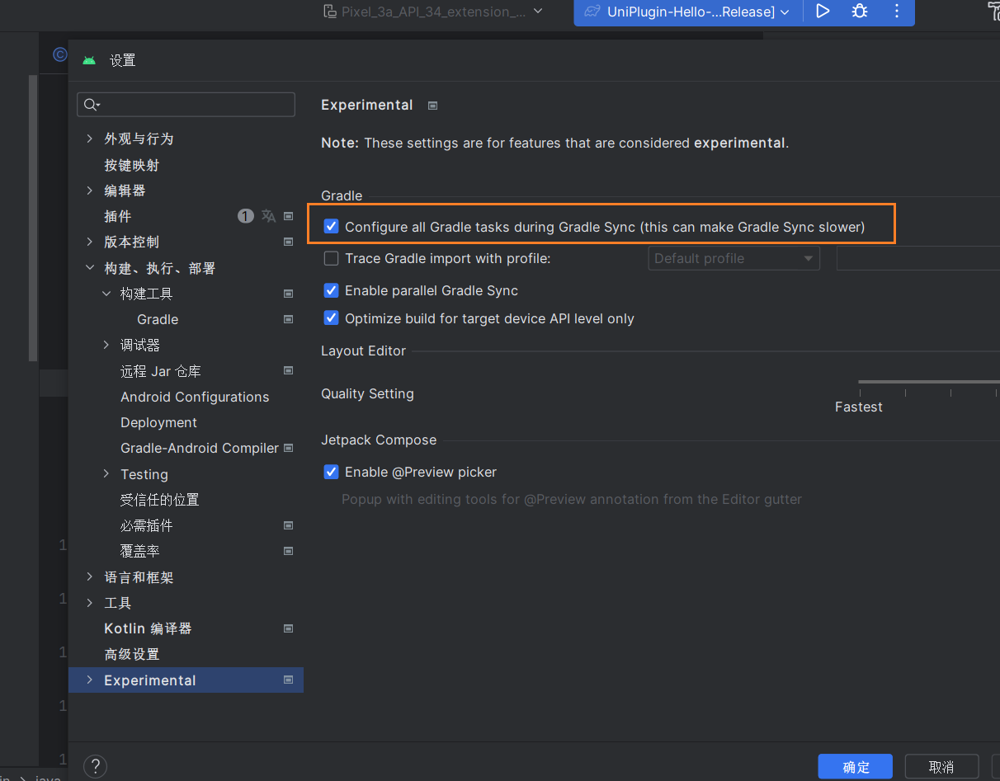 Pixel_3a_API_34_extension_...
UniPlugin-Hello-...Release]
C
设置
外观与行为
按键映射
编辑器
插件
1
版本控制
构建、执行、部署
构建工具
Gradle
调试器
远程 Jar 仓库
Android Configurations
Deployment
Gradle-Android Compiler
Testing
受信任的位置
必需插件
覆盖率
语言和框架
工具
Kotlin 编译器
高级设置
Experimental
Experimental
Note: These settings are for features that are considered experimental.
Gradle
Configure all Gradle tasks during Gradle Sync (this can make Gradle Sync slower)
Trace Gradle import with profile:
Default profile
Enable parallel Gradle Sync
Optimize build for target device API level only
Layout Editor
Quality Setting
Fastest
Jetpack Compose
Enable @Preview picker
Popup with editing tools for @Preview annotation from the Editor gutter
1
1
1
1
1
?
确定
取消
java